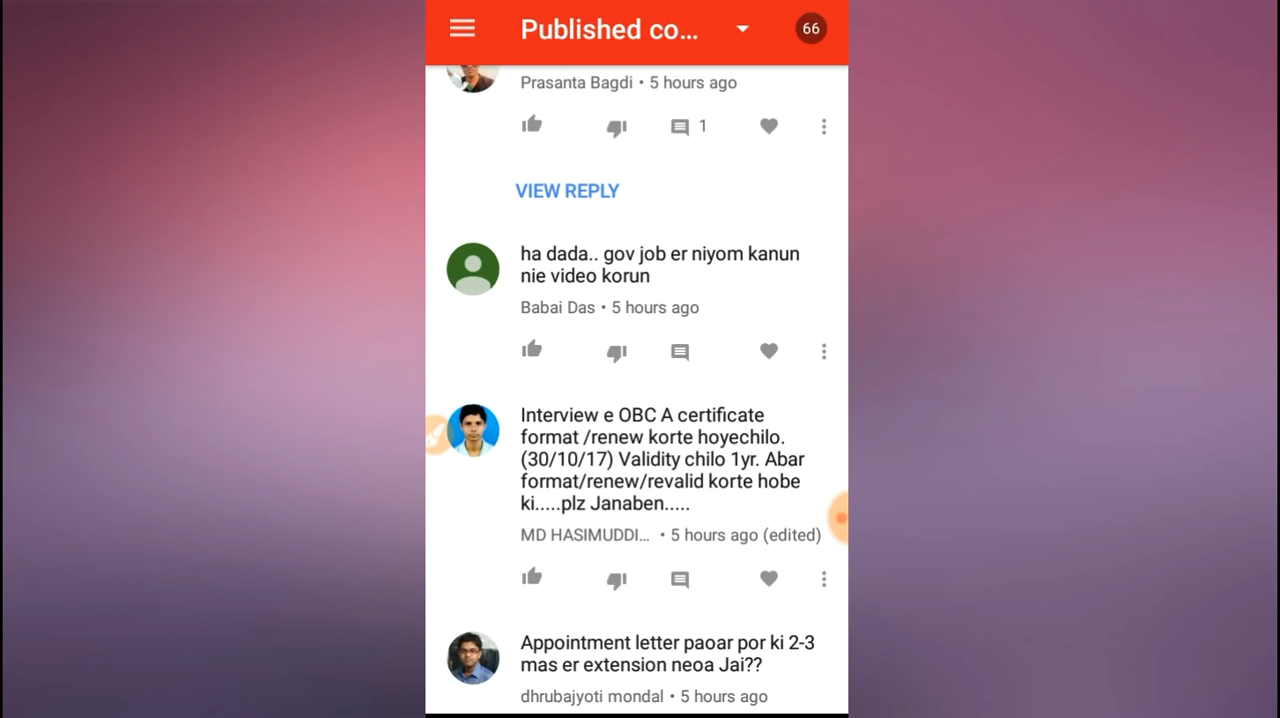 Published co...
66
Prasanta Bagdi • 5 hours ago
1
VIEW REPLY
ha dada.. gov job er niyom kanun
nie video korun
Babai Das • 5 hours ago
Interview e OBC A certificate
format /renew korte hoyechilo.
(30/10/17) Validity chilo 1yr. Abar
format/renew/revalid korte hobe
ki.....plz Janaben.....
MD HASIMUDDI... • 5 hours ago (edited)
Appointment letter paoar por ki 2-3
mas er extension neoa Jai??
dhrubajyoti mondal • 5 hours ago